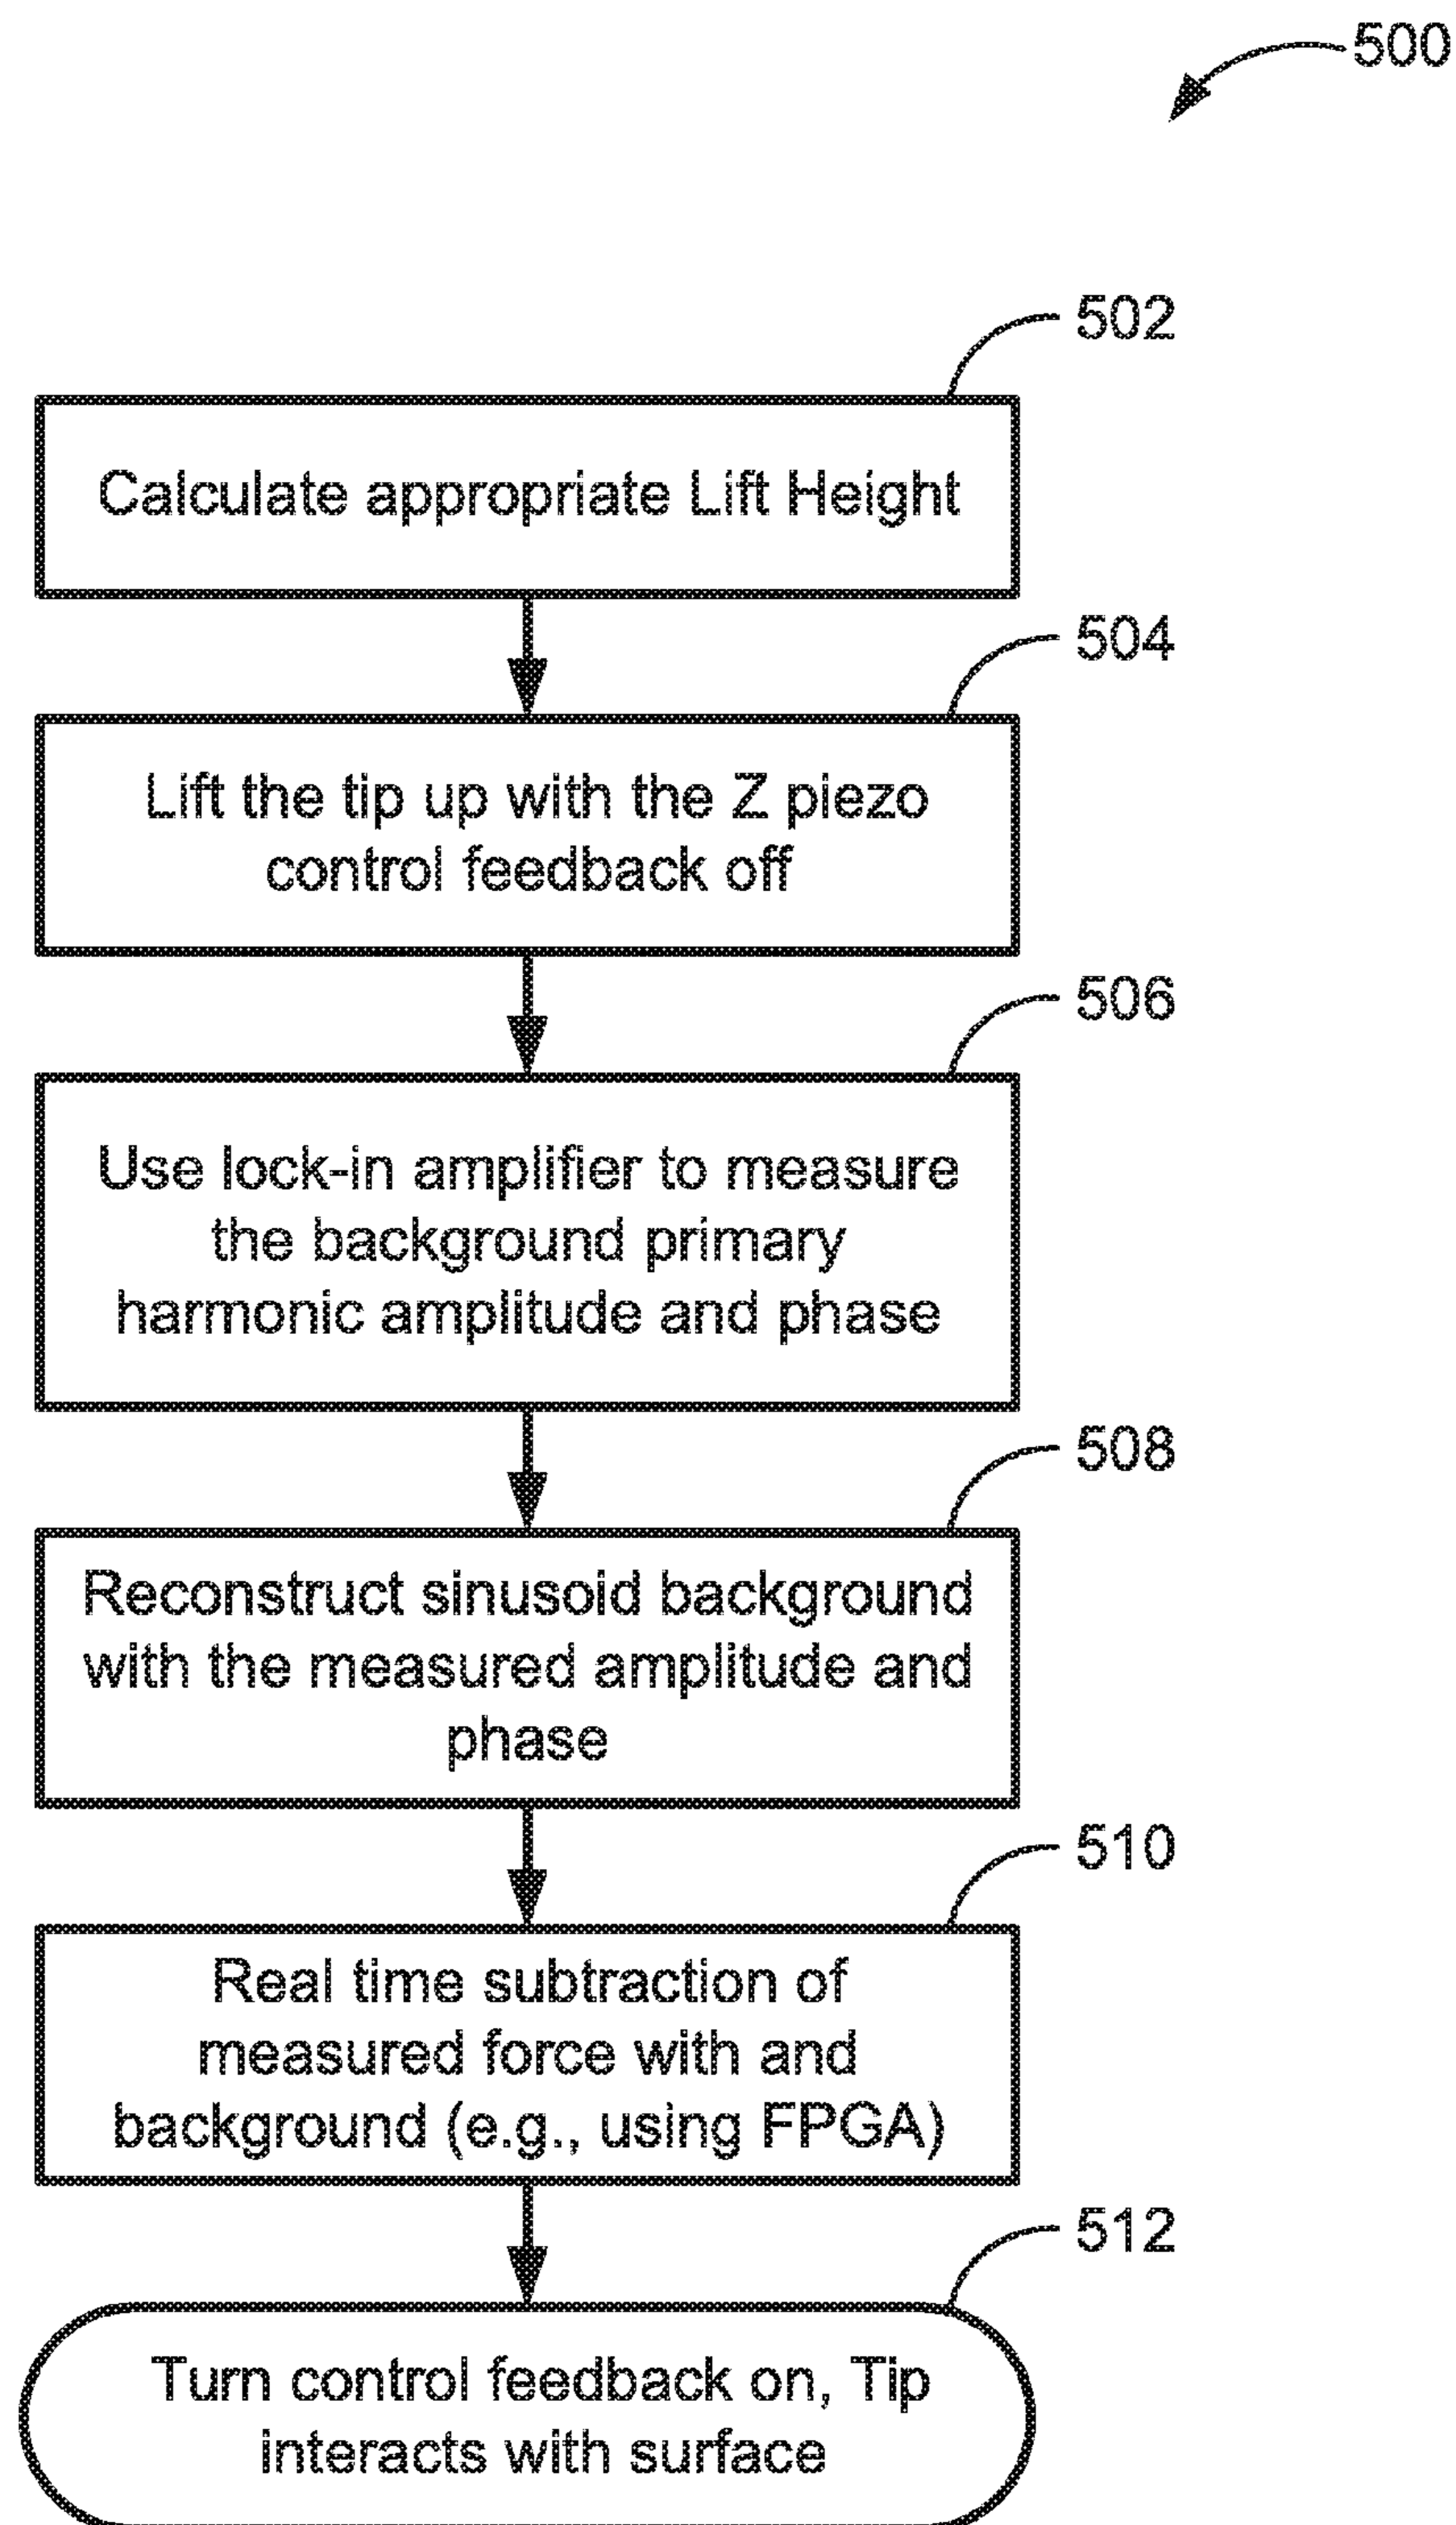 500
502
Calculate appropriate Lift Height
504
Lift the tip up with the Z piezo
control feedback off
506
Use lock-in amplifier to measure
the background primary
harmonic amplitude and phase
508
Reconstruct sinusoid background
with the measured amplitude and
phase
510
Real time subtraction of
measured force with and
background (e.g., using FPGA)
512
Turn control feedback on, Tip
interacts with surface